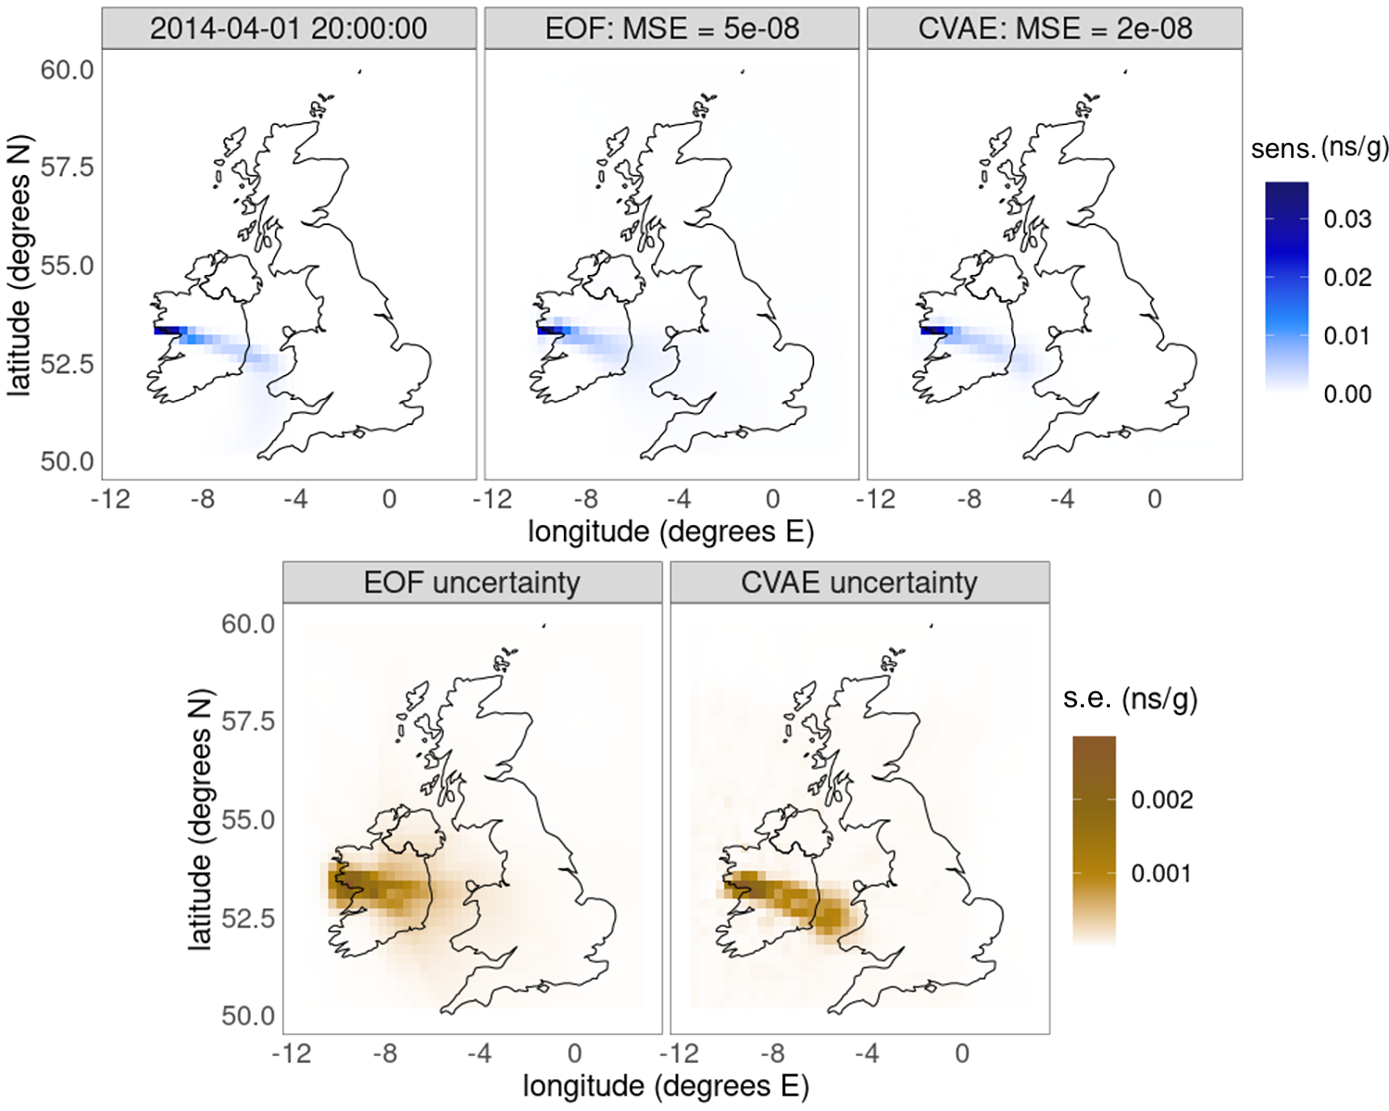 2014-04-01 20:00:00 EOF: MSE = 5e-08 CVAE: MSE = 2e-08
latitude (degrees N)
60.0
57.5
55.0
52.5
50.0
-12 -8 -4 0 -12 -8 -4 0 -12 -8 -4 0
longitude (degrees E)
sens. (ns/g)
0.03
0.02
0.01
0.00
EOF uncertainty CVAE uncertainty
latitude (degrees N)
60.0
57.5
55.0
52.5
50.0
-12 -8 -4 0 -12 -8 -4 0
longitude (degrees E)
s.e. (ns/g)
0.002
0.001